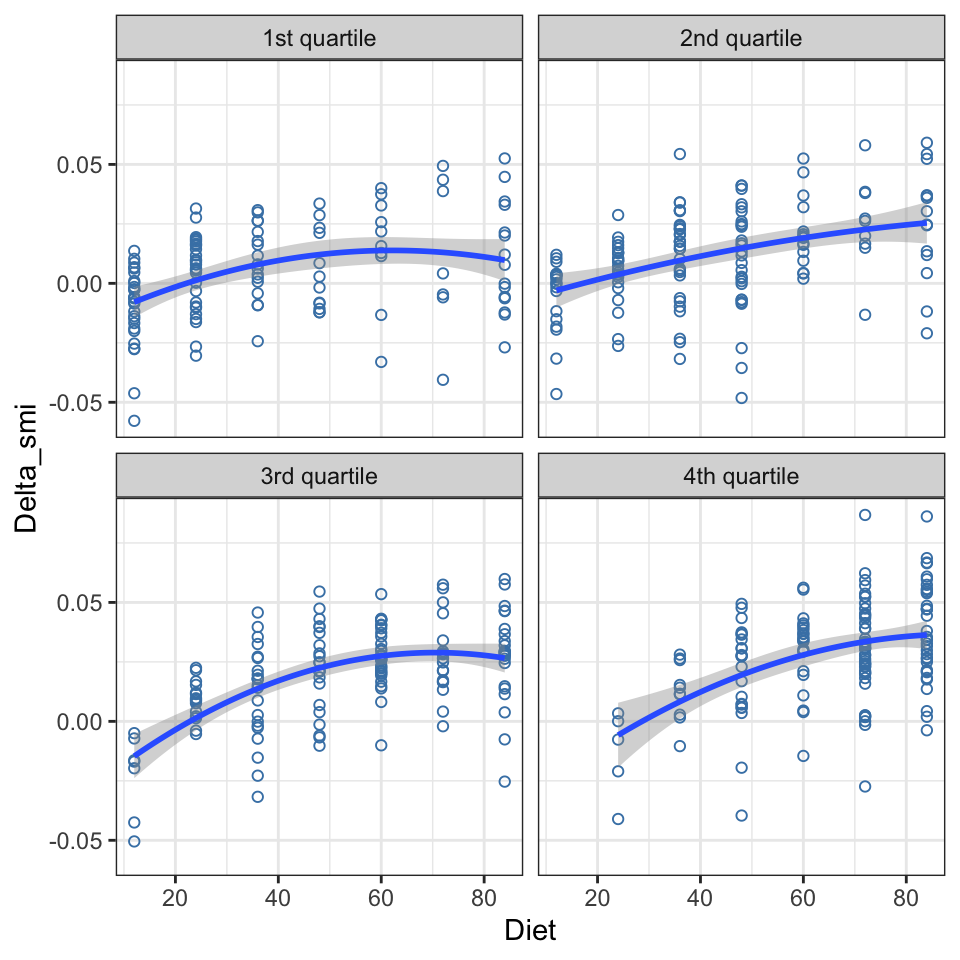 1st quartile
2nd quartile
0.05
0.00
-0.05
3rd quartile
4th quartile
0.05
0.00
-0.05
20 40 60 80
20 40 60 80
Diet
Delta_smi